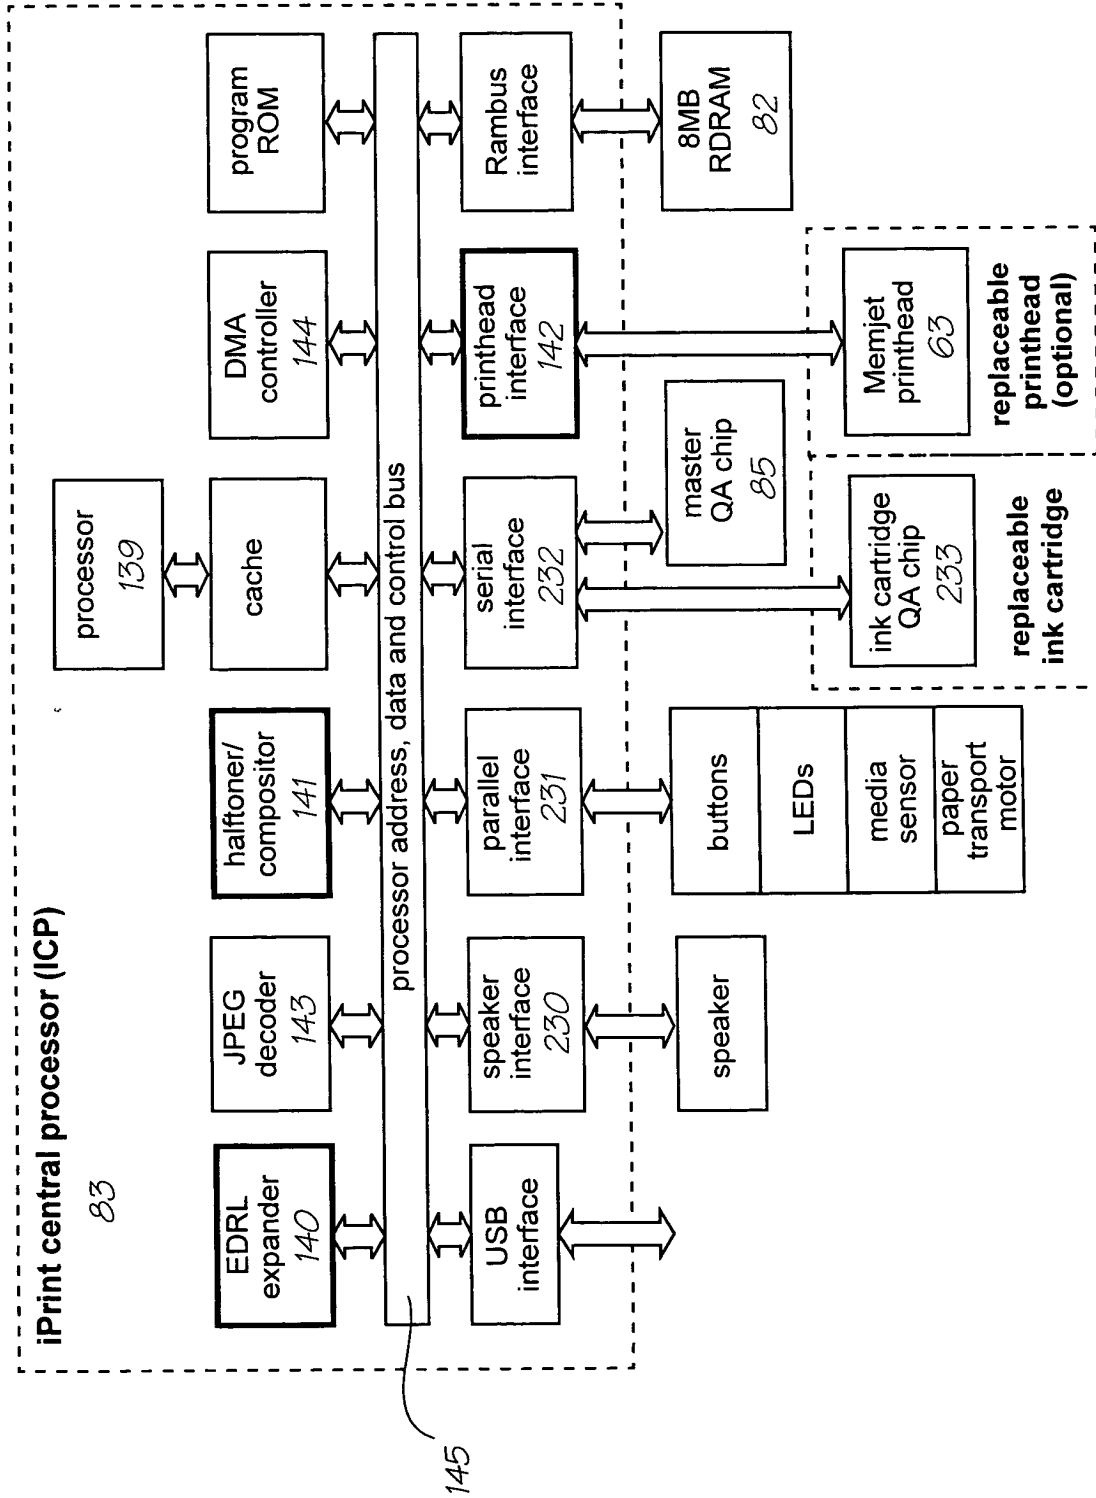 iPrint central processor (ICP)
83
processor
139
EDRL
expander
140
JPEG
decoder
143
halftoner/
compositor
141
cache
DMA
controller
144
program
ROM
processor address, data and control bus
145
USB
interface
speaker
interface
230
parallel
interface
231
serial
interface
232
printhead
interface
142
Rambus
interface
speaker
buttons
LEDs
media
sensor
paper
transport
motor
master
QA chip
85
8MB
RDRAM
82
ink cartridge
QA chip
233
replaceable
ink cartridge
Memjet
printhead
63
replaceable
printhead
(optional)